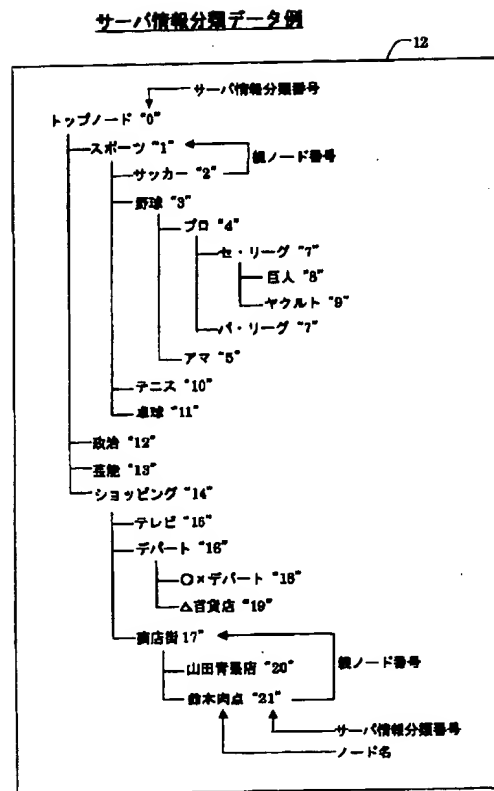 サーバ情報分類データ例
12
サーバ情報分類番号
トップノード "0"
スポーツ "1"
親ノード番号
サッカー "2"
野球 "3"
プロ "4"
セ・リーグ "7"
巨人 "8"
ヤクルト "9"
パ・リーグ "7"
アマ "5"
テニス "10"
卓球 "11"
政治 "12"
芸能 "13"
ショッピング "14"
テレビ "15"
デパート "16"
○×デパート "18"
△百貨店 "19"
商店街 17"
親ノード番号
山田青果店 "20"
鈴木肉点 "21"
サーバ情報分類番号
ノード名